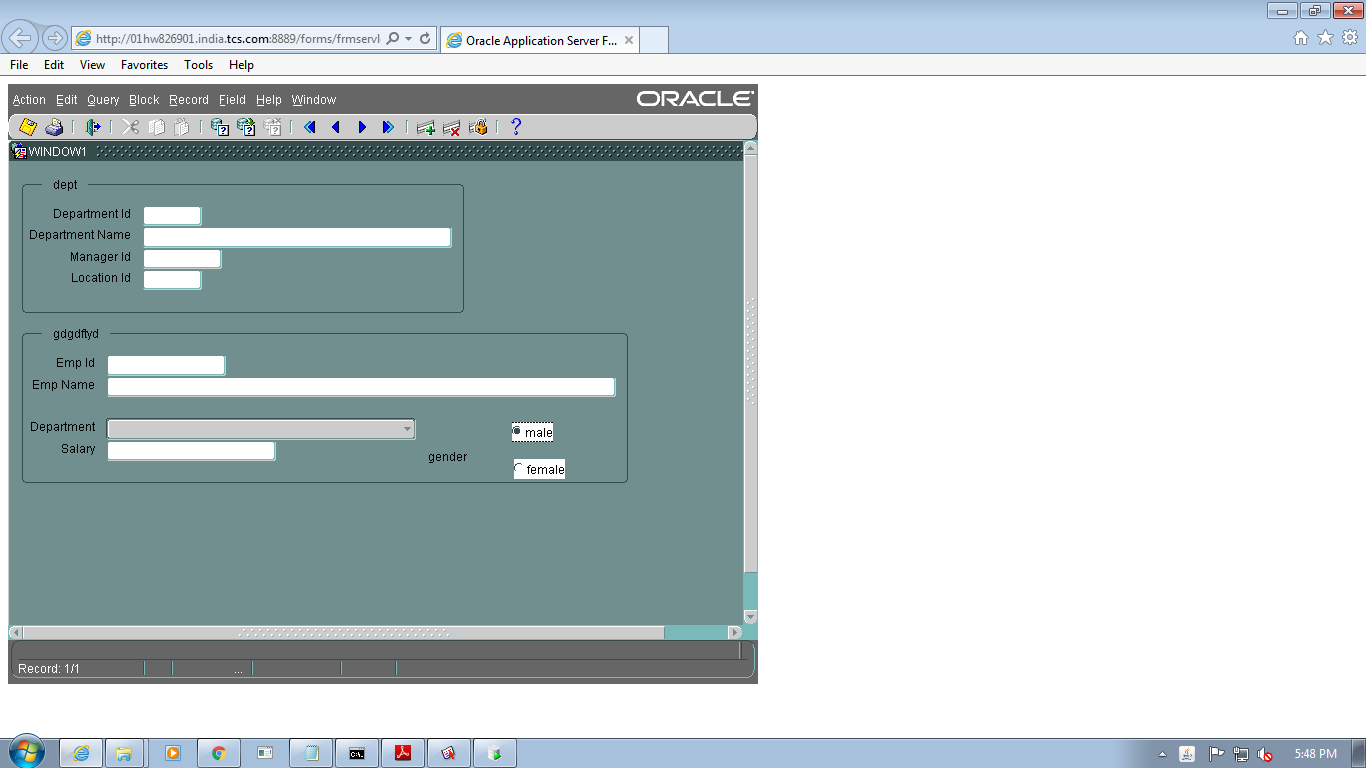 http://01hw826901.india.tcs.com:8889/forms/frmservl
Oracle Application Server F...
File Edit View Favorites Tools Help
Action Edit Query Block Record Field Help Window
ORACLE
WINDOW1
dept
Department Id
Department Name
Manager Id
Location Id
gdgdftyd
Emp Id
Emp Name
Department
male
Salary
gender
female
Record: 1/1
...
5:48 PM